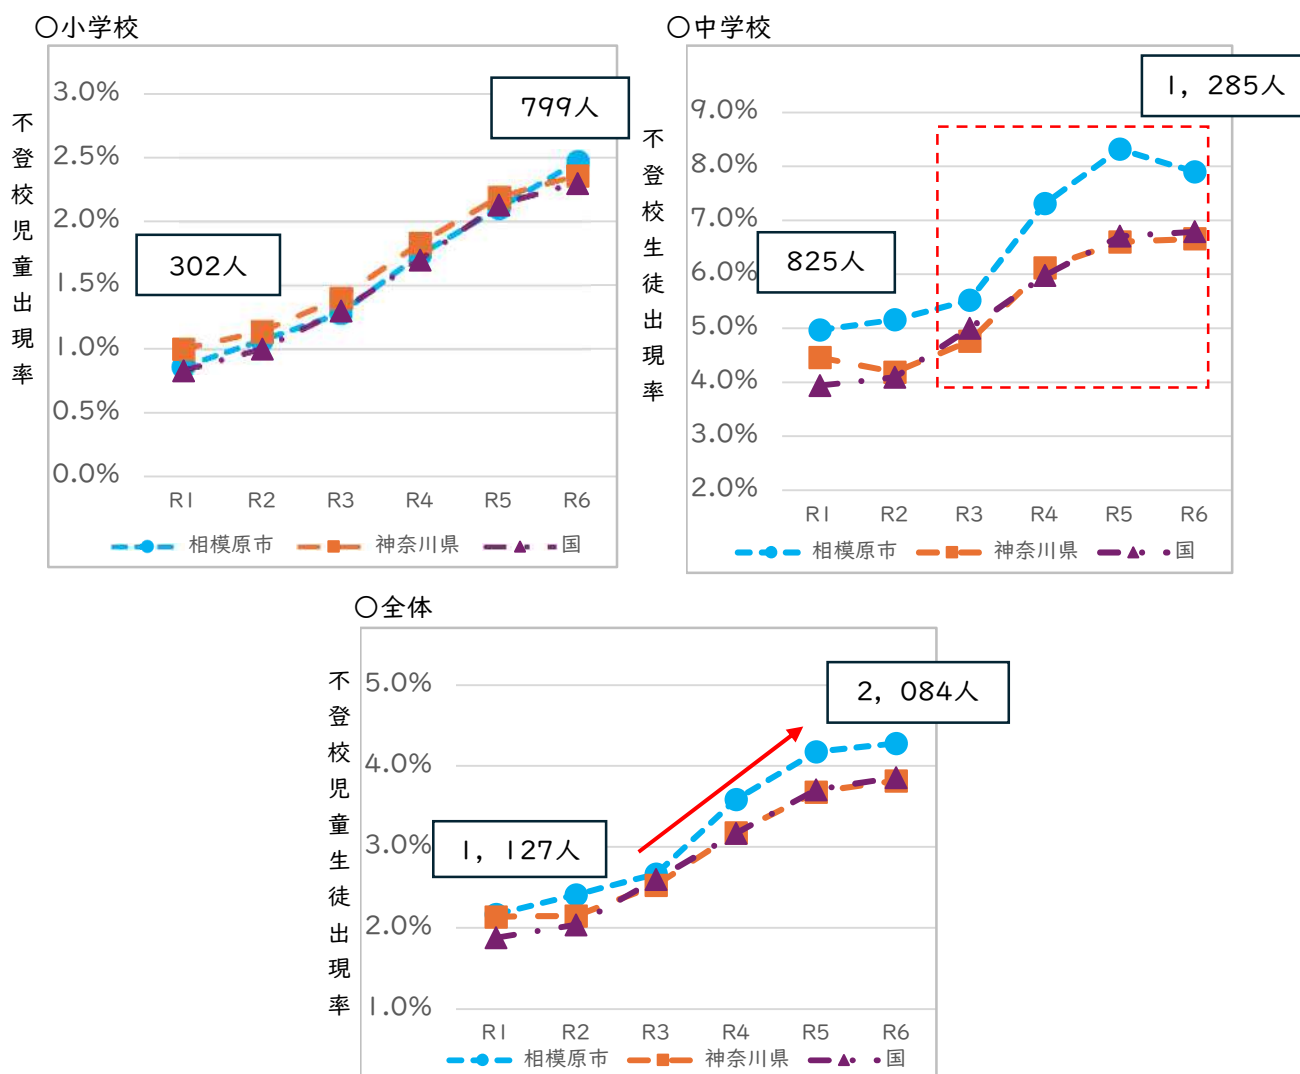 ○小学校
不登校児童出現率
3.0%
2.5%
2.0%
1.5%
1.0%
0.5%
0.0%
799人
302人
R1 R2 R3 R4 R5 R6
相模原市 神奈川県 国
○中学校
不登校生徒出現率
9.0%
8.0%
7.0%
6.0%
5.0%
4.0%
3.0%
2.0%
1,285人
825人
R1 R2 R3 R4 R5 R6
相模原市 神奈川県 国
○全体
不登校児童生徒出現率
5.0%
4.0%
3.0%
2.0%
1.0%
2,084人
1,127人
R1 R2 R3 R4 R5 R6
相模原市 神奈川県 国